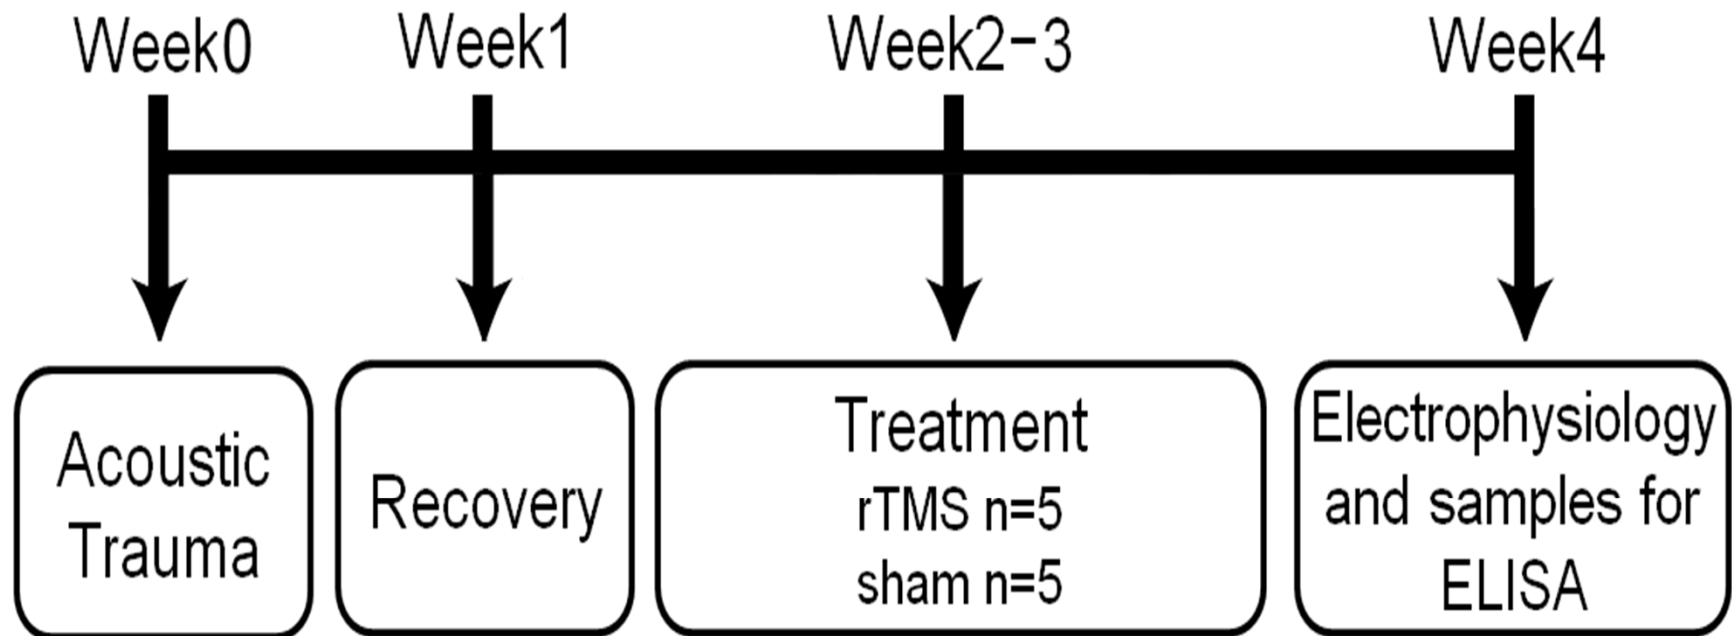 Week0
Week1
Week2-3
Week4
Acoustic
Trauma
Recovery
Treatment
rTMS n=5
sham n=5
Electrophysiology
and samples for
ELISA